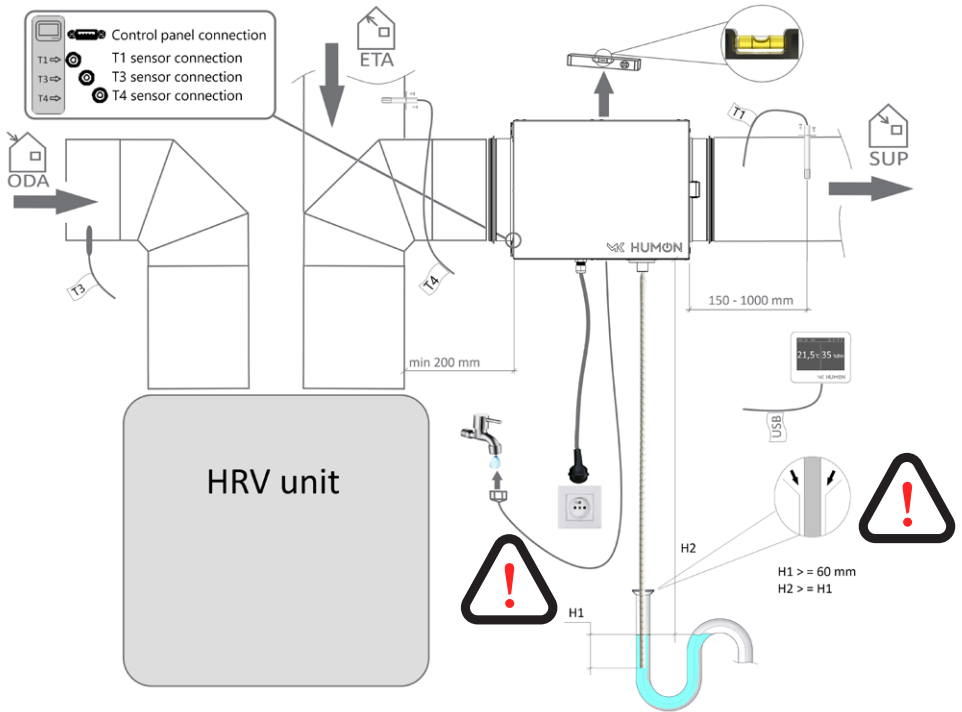 Control panel connection
T1 ⇨ T1 sensor connection
T3 ⇨ T3 sensor connection
T4 ⇨ T4 sensor connection
ETA
ODA
T1
SUP
HUMON
T3
T4
150 - 1000 mm
min 200 mm
21,5°C 35 %RH
HUMON
USB
HRV unit
!
!
H2
H1 > = 60 mm
H2 > = H1
H1